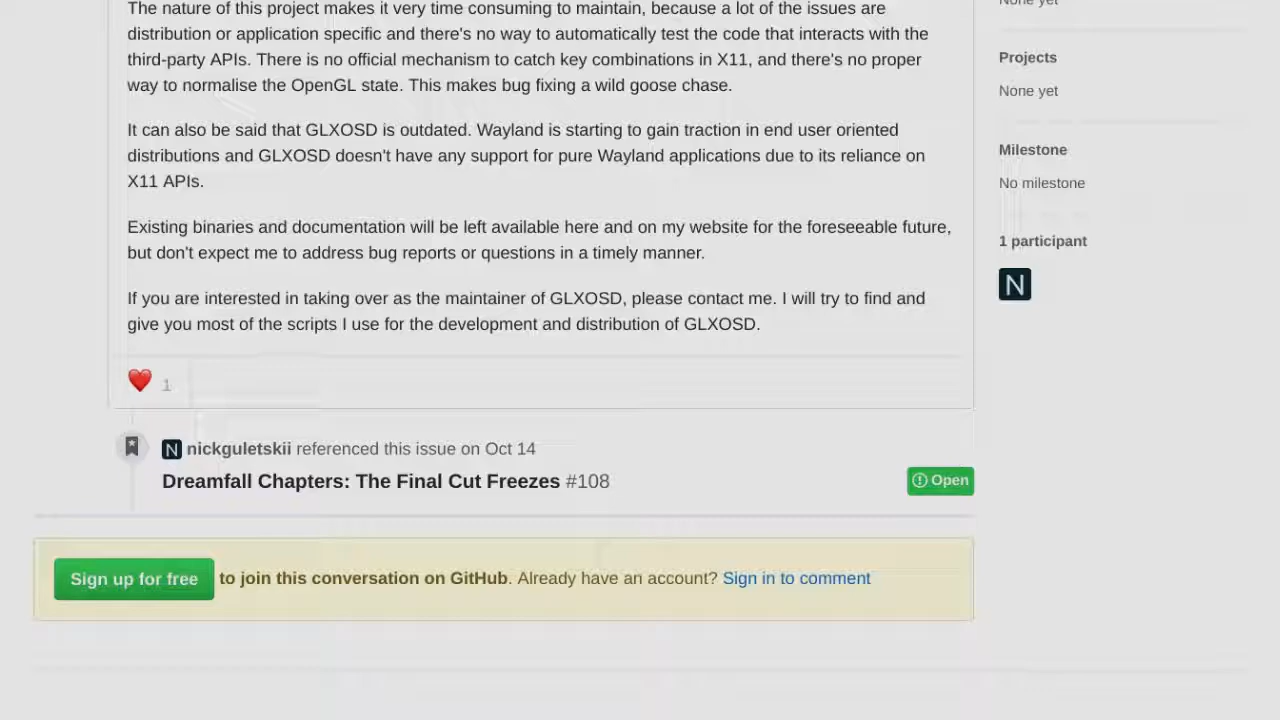 The nature of this project makes it very time consuming to maintain, because a lot of the issues are
distribution or application specific and there's no way to automatically test the code that interacts with the
third-party APIs. There is no official mechanism to catch key combinations in X11, and there's no proper
way to normalise the OpenGL state. This makes bug fixing a wild goose chase.
It can also be said that GLXOSD is outdated. Wayland is starting to gain traction in end user oriented
distributions and GLXOSD doesn't have any support for pure Wayland applications due to its reliance on
X11 APIs.
Existing binaries and documentation will be left available here and on my website for the foreseeable future,
but don't expect me to address bug reports or questions in a timely manner.
If you are interested in taking over as the maintainer of GLXOSD, please contact me. I will try to find and
give you most of the scripts I use for the development and distribution of GLXOSD.
1
N nickguletskii referenced this issue on Oct 14
Dreamfall Chapters: The Final Cut Freezes #108
Open
Sign up for free to join this conversation on GitHub. Already have an account? Sign in to comment
None yet
Projects
None yet
Milestone
No milestone
1 participant
N